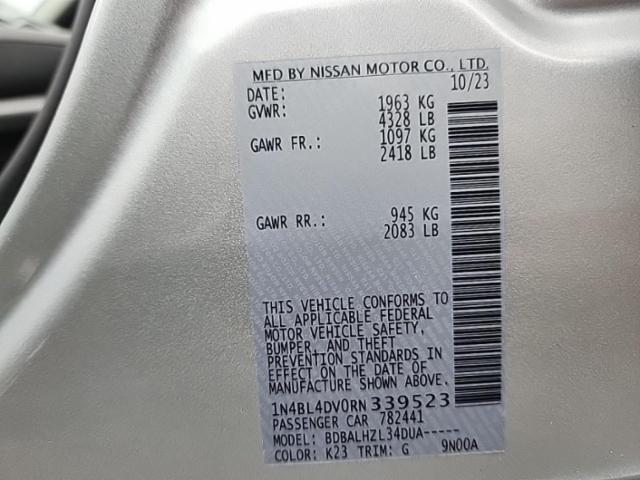 MFD BY NISSAN MOTOR CO., LTD.
DATE: 10/23
GVWR: 1963 KG
4328 LB
GAWR FR.: 1097 KG
2418 LB
GAWR RR.: 945 KG
2083 LB
THIS VEHICLE CONFORMS TO
ALL APPLICABLE FEDERAL
MOTOR VEHICLE SAFETY,
BUMPER, AND THEFT
PREVENTION STANDARDS IN
EFFECT ON THE DATE OF
MANUFACTURE SHOWN ABOVE.
1N4BL4DV0RN339523
PASSENGER CAR 782441
MODEL: BDBALHZL34DUA-----
COLOR: K23 TRIM: G 9N00A